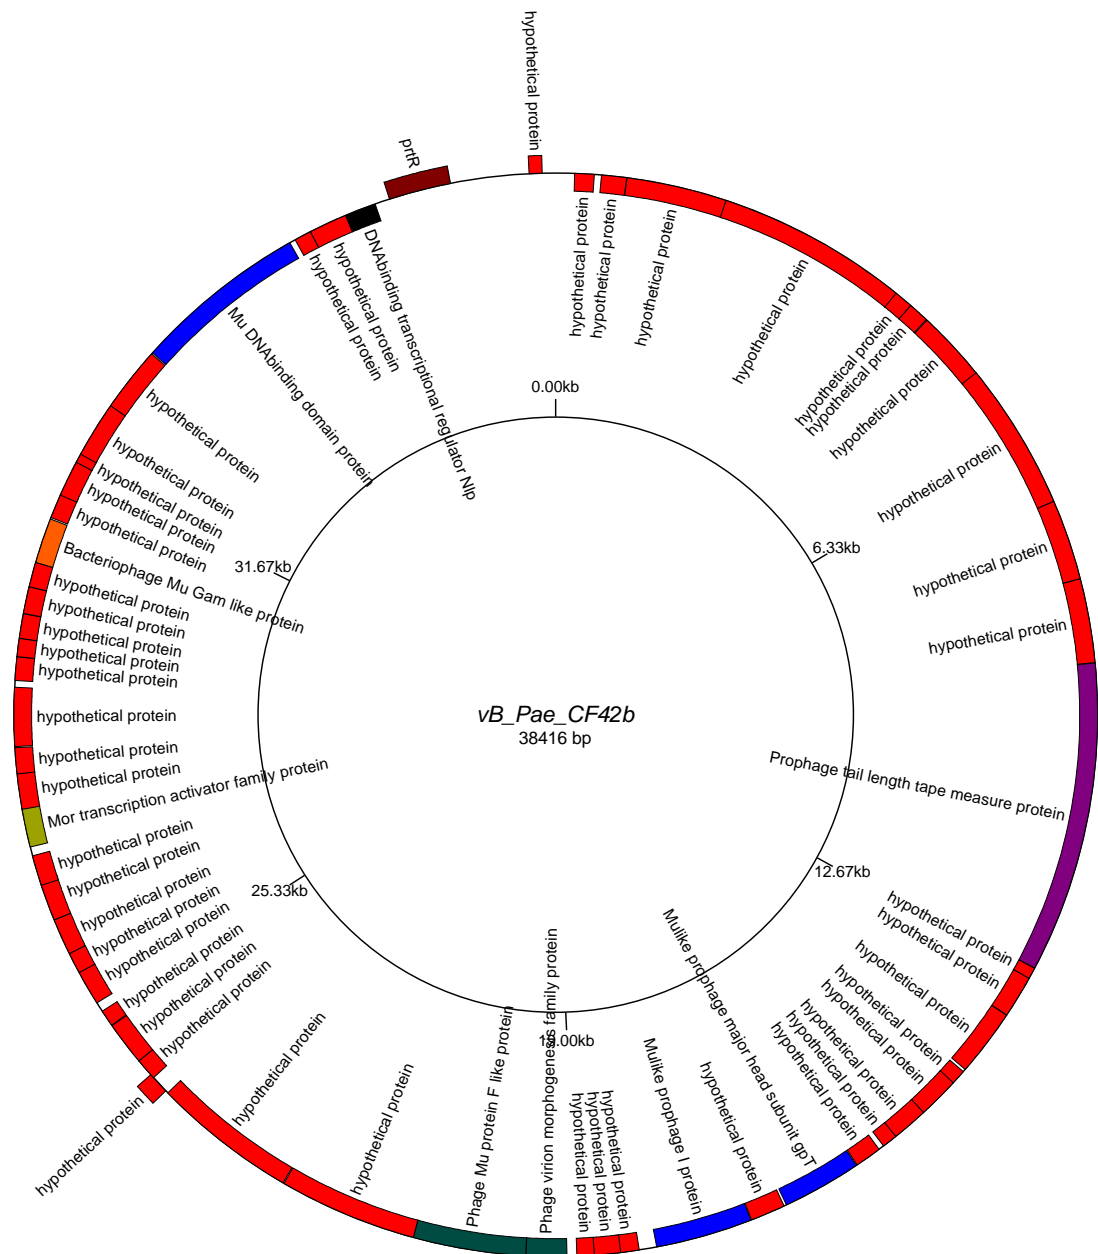 hypothetical protein
hypothetical protein
hypothetical protein
hypothetical protein
hypothetical protein
hypothetical protein
hypothetical protein
hypothetical protein
hypothetical protein
hypothetical protein
hypothetical protein
Prophage tail length tape measure protein
hypothetical protein
hypothetical protein
hypothetical protein
hypothetical protein
hypothetical protein
hypothetical protein
hypothetical protein
hypothetical protein
Mulike prophage major head subunit gpT
hypothetical protein
Mulike prophage I protein
hypothetical protein
hypothetical protein
hypothetical protein
Phage virion morphogenesis family protein
Phage Mu protein F like protein
hypothetical protein
hypothetical protein
hypothetical protein
hypothetical protein
hypothetical protein
hypothetical protein
hypothetical protein
hypothetical protein
hypothetical protein
hypothetical protein
hypothetical protein
Mor transcription activator family protein
hypothetical protein
hypothetical protein
hypothetical protein
hypothetical protein
hypothetical protein
hypothetical protein
hypothetical protein
hypothetical protein
Bacteriophage Mu Gam like protein
hypothetical protein
hypothetical protein
hypothetical protein
hypothetical protein
hypothetical protein
Mu DNAbinding domain protein
hypothetical protein
hypothetical protein
DNAbinding transcriptional regulator Nlp
prtR
0.00kb
6.33kb
12.67kb
19.00kb
25.33kb
31.67kb
vB_Pae_CF42b
38416 bp